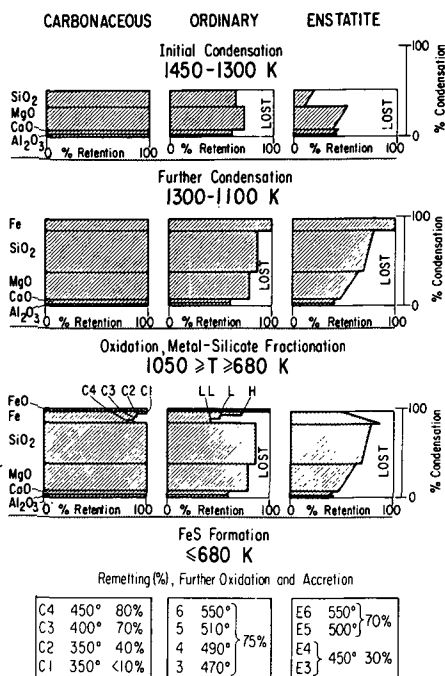 CARBONACEOUS ORDINARY ENSTATITE
Initial Condensation
1450-1300 K
SiO₂
MgO
CaO
Al₂O₃
LOST
LOST
100
0
% Condensation
0 % Retention 100
0 % Retention 100
0 % Retention 100
Further Condensation
1300-1100 K
Fe
SiO₂
MgO
CaO
Al₂O₃
LOST
LOST
100
0
% Condensation
0 % Retention 100
0 % Retention 100
0 % Retention 100
Oxidation, Metal-Silicate Fractionation
1050 ⩾T⩾680 K
C4 C3 C2 C1
LL L H
FeO
Fe
SiO₂
MgO
CaO
Al₂O₃
LOST
LOST
100
0
% Condensation
0 % Retention 100
0 % Retention 100
0 % Retention 100
FeS Formation
⩽680 K
Remetting (%), Further Oxidation and Accretion
C4 450° 80%
C3 400° 70%
C2 350° 40%
C1 350° <10%
6 550°
5 510°
4 490°
3 470°
75%
E6 550°
E5 500°
70%
E4
E3
450° 30%